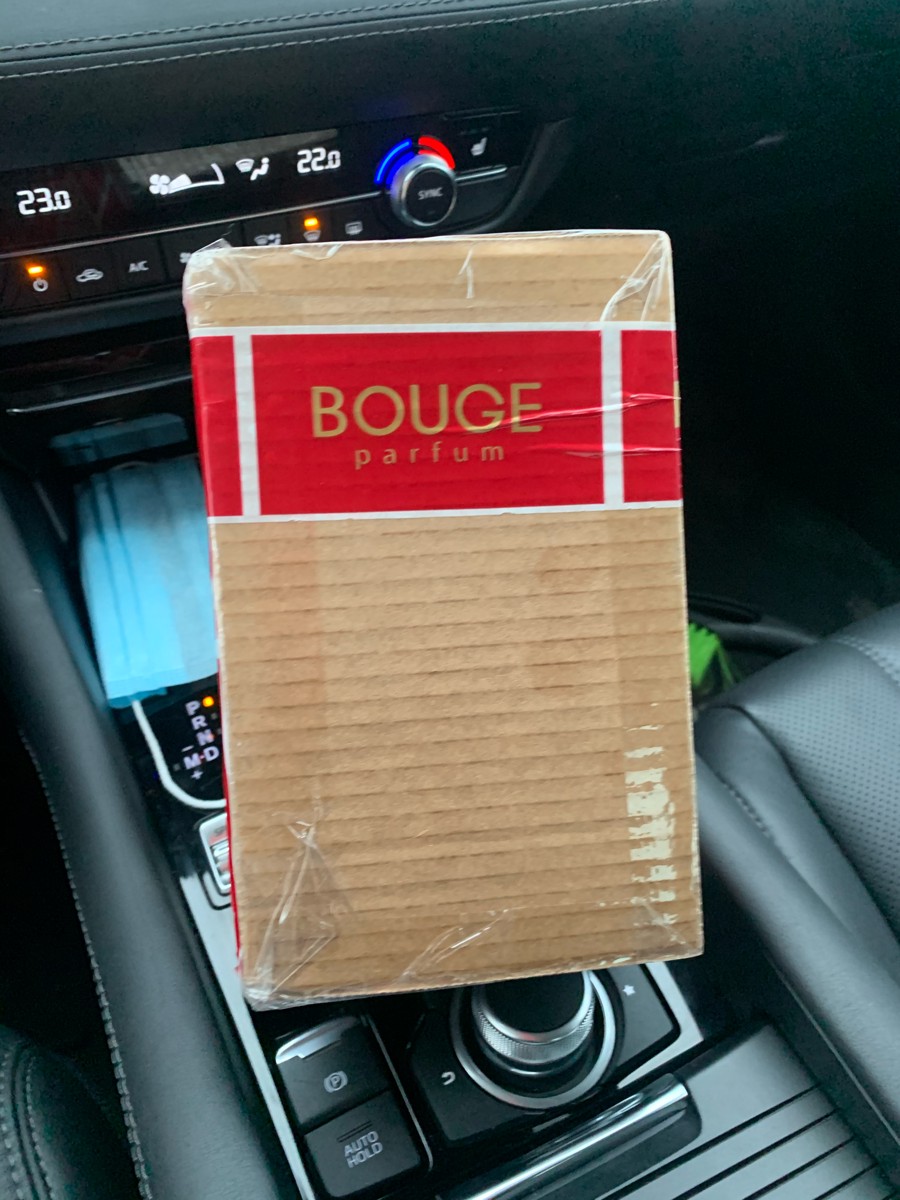 23.0
22.0
SYNC
A/C
BOUGE
parfum
P
R
N
M D
+
P
AUTO
HOLD